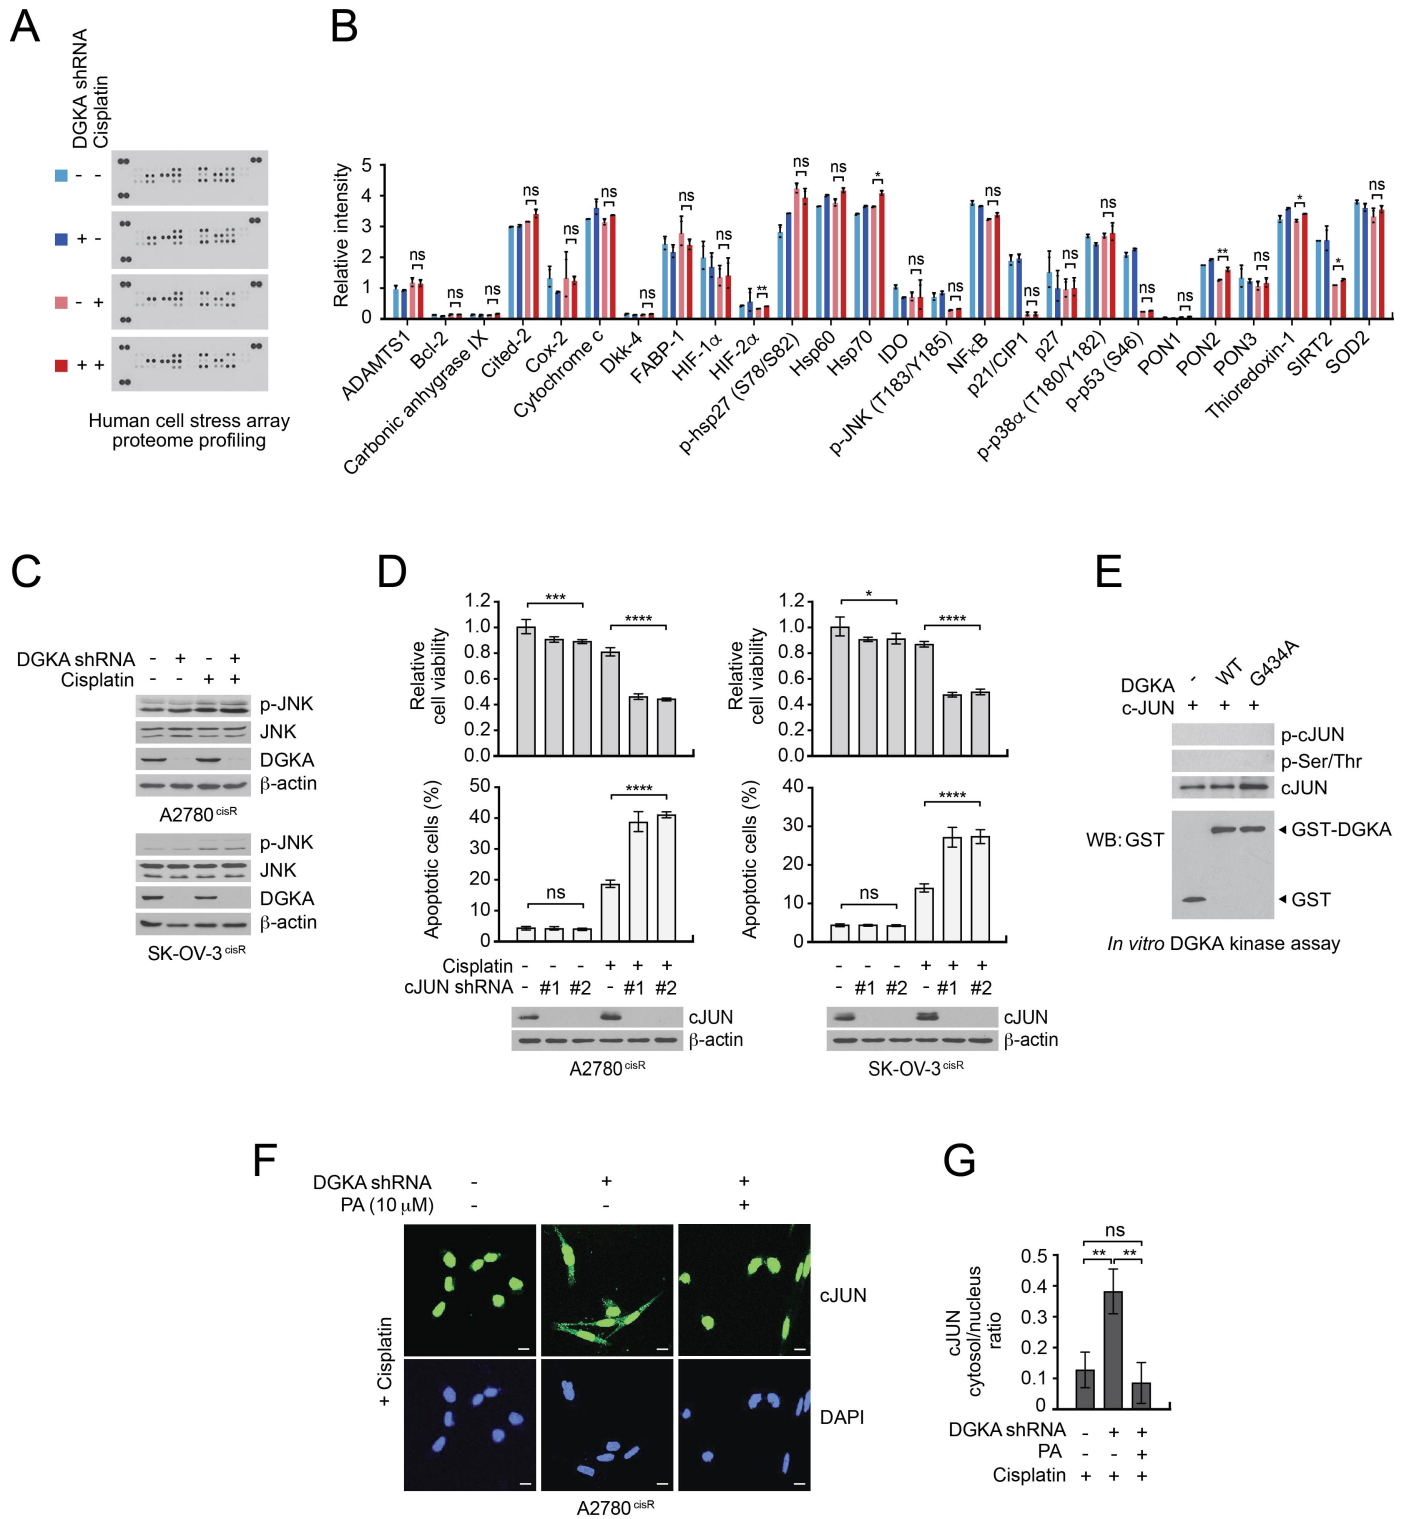 A
B
DGKA shRNA
Cisplatin
- -
+ -
- +
+ +
Human cell stress array
proteome profiling
Relative intensity
5
4
3
2
1
0
ns
ns
ns
ns
ns
ns
ns
ns
ns
**
ns
ns
*
ns
ns
ns
ns
ns
ns
ns
ns
**
ns
*
*
ns
ADAMTS1
Bcl-2
Carbonic anhygrase IX
Cited-2
Cox-2
Cytochrome c
Dkk-4
FABP-1
HIF-1α
HIF-2α
p-hsp27 (S78/S82)
Hsp60
Hsp70
IDO
p-JNK (T183/Y185)
NFκB
p21/CIP1
p27
p-p38α (T180/Y182)
p-p53 (S46)
PON1
PON2
PON3
Thioredoxin-1
SIRT2
SOD2
C
DGKA shRNA - + - +
Cisplatin - - + +
p-JNK
JNK
DGKA
β-actin
A2780 cisR
p-JNK
JNK
DGKA
β-actin
SK-OV-3 cisR
D
Relative
cell viability
1.2
1.0
0.8
0.6
0.4
0.2
0.0
***
****
Apoptotic cells (%)
50
40
30
20
10
0
ns
****
Cisplatin - - - + + +
cJUN shRNA - #1 #2 - #1 #2
cJUN
β-actin
A2780 cisR
Relative
cell viability
1.2
1.0
0.8
0.6
0.4
0.2
0.0
*
****
Apoptotic cells (%)
40
30
20
10
0
ns
****
- - - + + +
- #1 #2 - #1 #2
cJUN
β-actin
SK-OV-3 cisR
E
DGKA - WT G434A
c-JUN + + +
p-cJUN
p-Ser/Thr
cJUN
WB: GST
GST-DGKA
GST
In vitro DGKA kinase assay
F
DGKA shRNA - + +
PA (10 μM) - - +
+ Cisplatin
cJUN
DAPI
A2780 cisR
G
cJUN
cytosol/nucleus
ratio
0.5
0.4
0.3
0.2
0.1
0
ns
** **
DGKA shRNA - + +
PA - - +
Cisplatin + + +